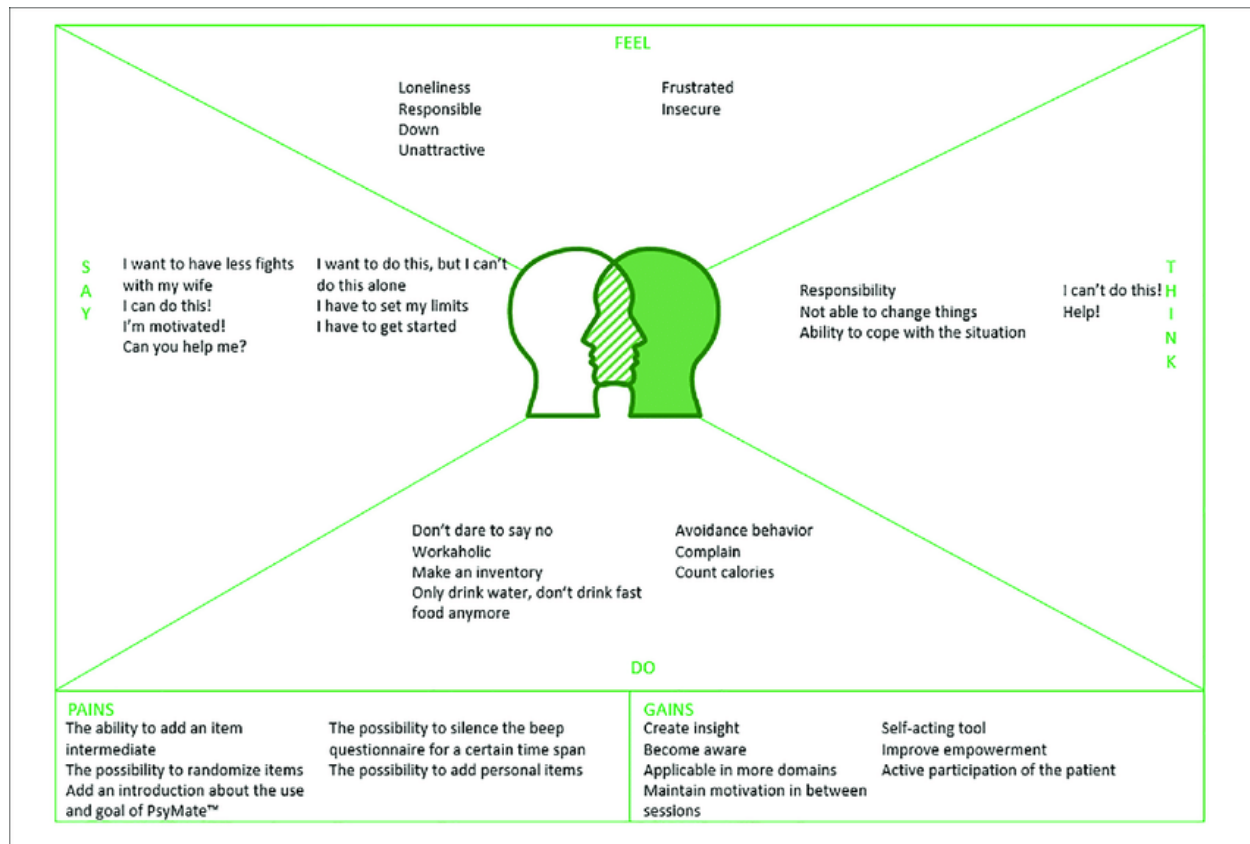 FEEL
Loneliness
Responsible
Down
Unattractive
Frustrated
Insecure
SAY
I want to have less fights
with my wife
I can do this!
I'm motivated!
Can you help me?
I want to do this, but I can't
do this alone
I have to set my limits
I have to get started
Responsibility
Not able to change things
Ability to cope with the situation
I can't do this!
Help!
THINK
Don't dare to say no
Workaholic
Make an inventory
Only drink water, don't drink fast
food anymore
Avoidance behavior
Complain
Count calories
DO
PAINS
The ability to add an item
intermediate
The possibility to randomize items
Add an introduction about the use
and goal of PsyMate™
The possibility to silence the beep
questionnaire for a certain time span
The possibility to add personal items
GAINS
Create insight
Become aware
Applicable in more domains
Maintain motivation in between
sessions
Self-acting tool
Improve empowerment
Active participation of the patient